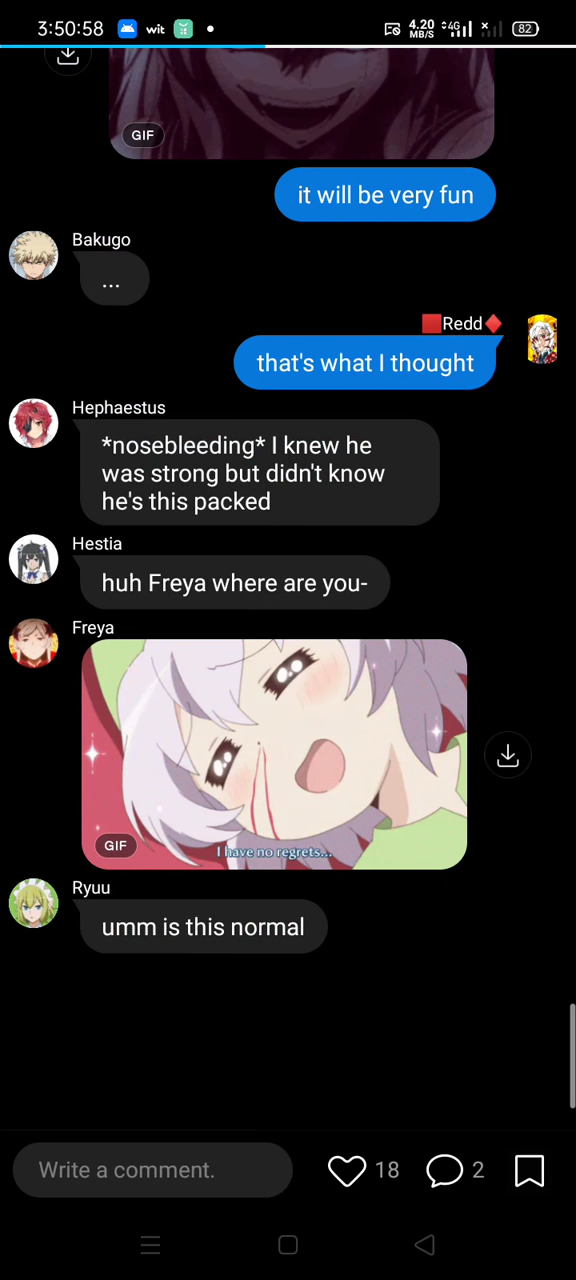 3:50:58 wit 4.20 MB/S 4G 82
GIF
it will be very fun
Bakugo
...
Redd
that's what I thought
Hephaestus
*nosebleeding* I knew he
was strong but didn't know
he's this packed
Hestia
huh Freya where are you-
Freya
GIF
I have no regrets...
Ryuu
umm is this normal
Write a comment. 18 2